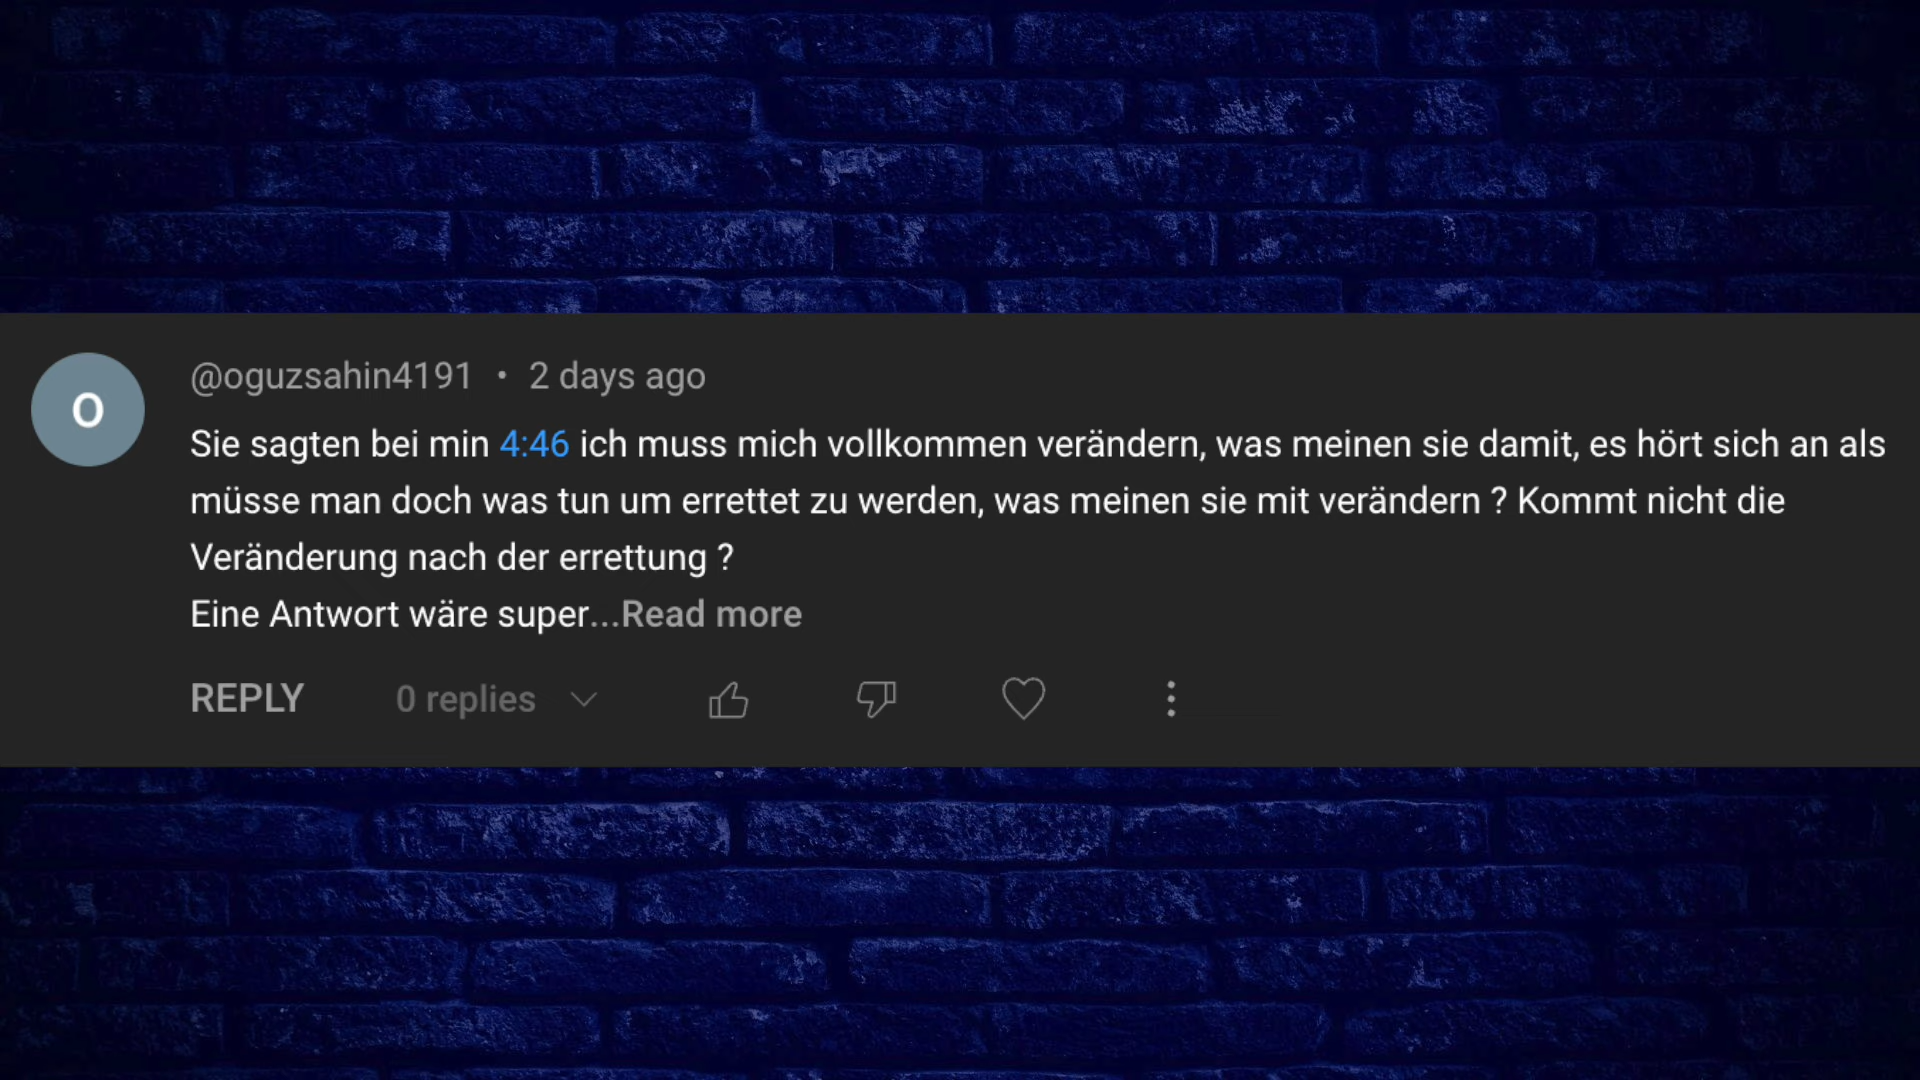 O
@oguzsahin4191 • 2 days ago
Sie sagten bei min 4:46 ich muss mich vollkommen verändern, was meinen sie damit, es hört sich an als
müsse man doch was tun um errettet zu werden, was meinen sie mit verändern ? Kommt nicht die
Veränderung nach der errettung ?
Eine Antwort wäre super...Read more
REPLY 0 replies